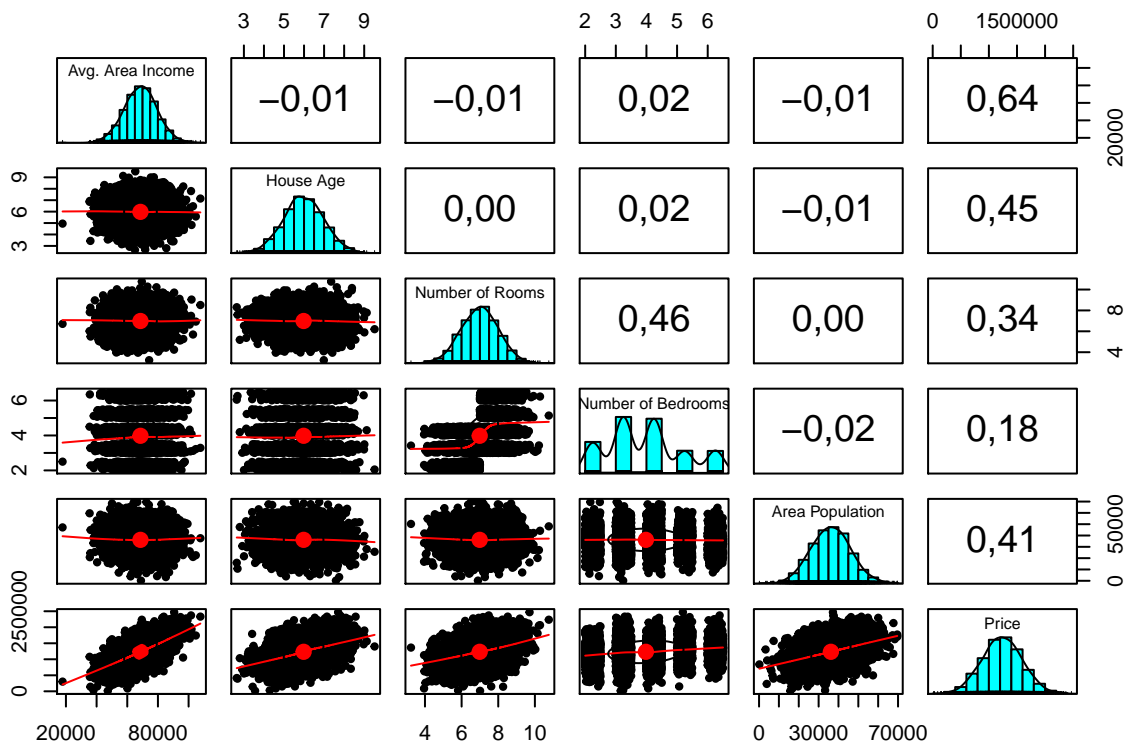 3 5 7 9 2 3 4 5 6 0 1500000
Avg. Area Income −0,01 −0,01 0,02 −0,01 0,64 20000
3 6 9 House Age 0,00 0,02 −0,01 0,45
Number of Rooms 0,46 0,00 0,34 4 8
2 4 6 Number of Bedrooms −0,02 0,18
Area Population 0,41 0 50000
0 2500000 Price
20000 80000 4 6 8 10 0 30000 70000